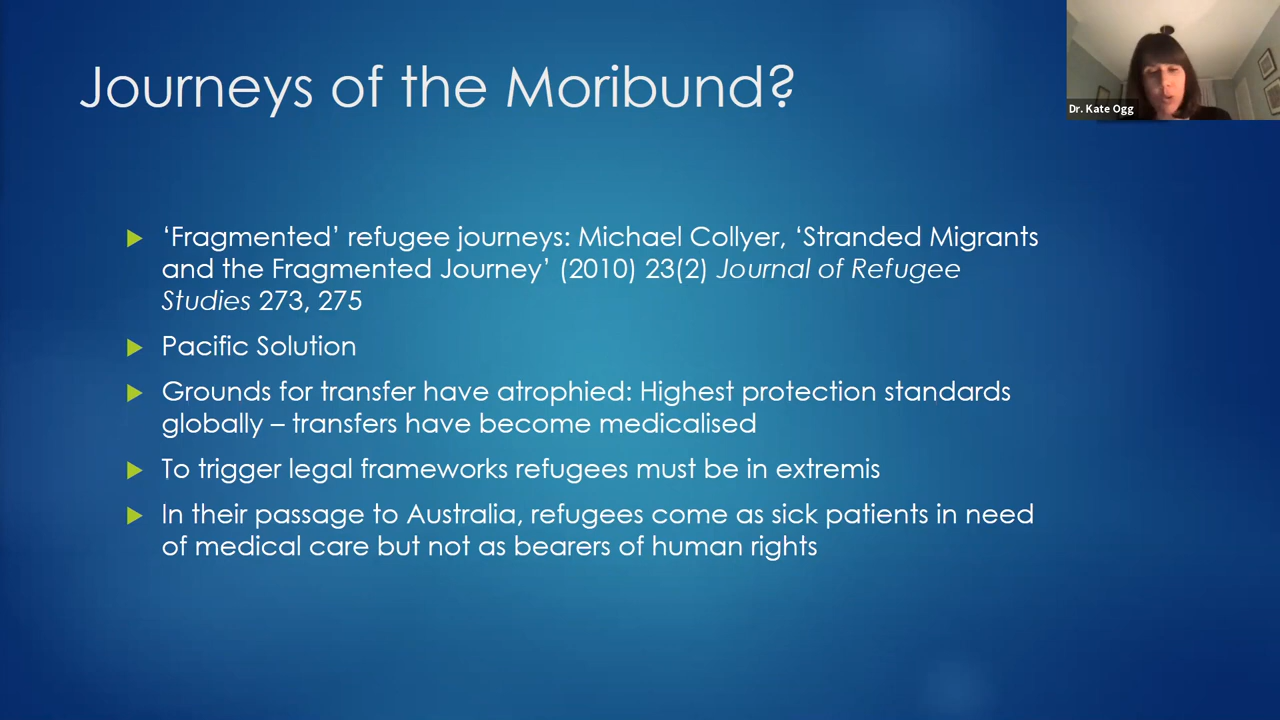 Journeys of the Moribund?
Dr. Kate Ogg
‘Fragmented’ refugee journeys: Michael Collyer, ‘Stranded Migrants
and the Fragmented Journey’ (2010) 23(2) Journal of Refugee
Studies 273, 275
Pacific Solution
Grounds for transfer have atrophied: Highest protection standards
globally – transfers have become medicalised
To trigger legal frameworks refugees must be in extremis
In their passage to Australia, refugees come as sick patients in need
of medical care but not as bearers of human rights